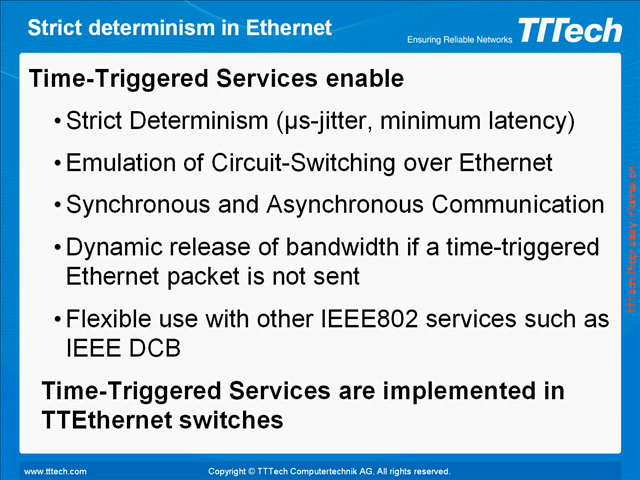 Strict determinism in Ethernet
Ensuring Reliable Networks
TTTech
Time-Triggered Services enable
• Strict Determinism (µs-jitter, minimum latency)
• Emulation of Circuit-Switching over Ethernet
• Synchronous and Asynchronous Communication
• Dynamic release of bandwidth if a time-triggered
Ethernet packet is not sent
• Flexible use with other IEEE802 services such as
IEEE DCB
Time-Triggered Services are implemented in
TTEthernet switches
TTTech Proprietary Information
www.tttech.com
Copyright © TTTech Computertechnik AG. All rights reserved.